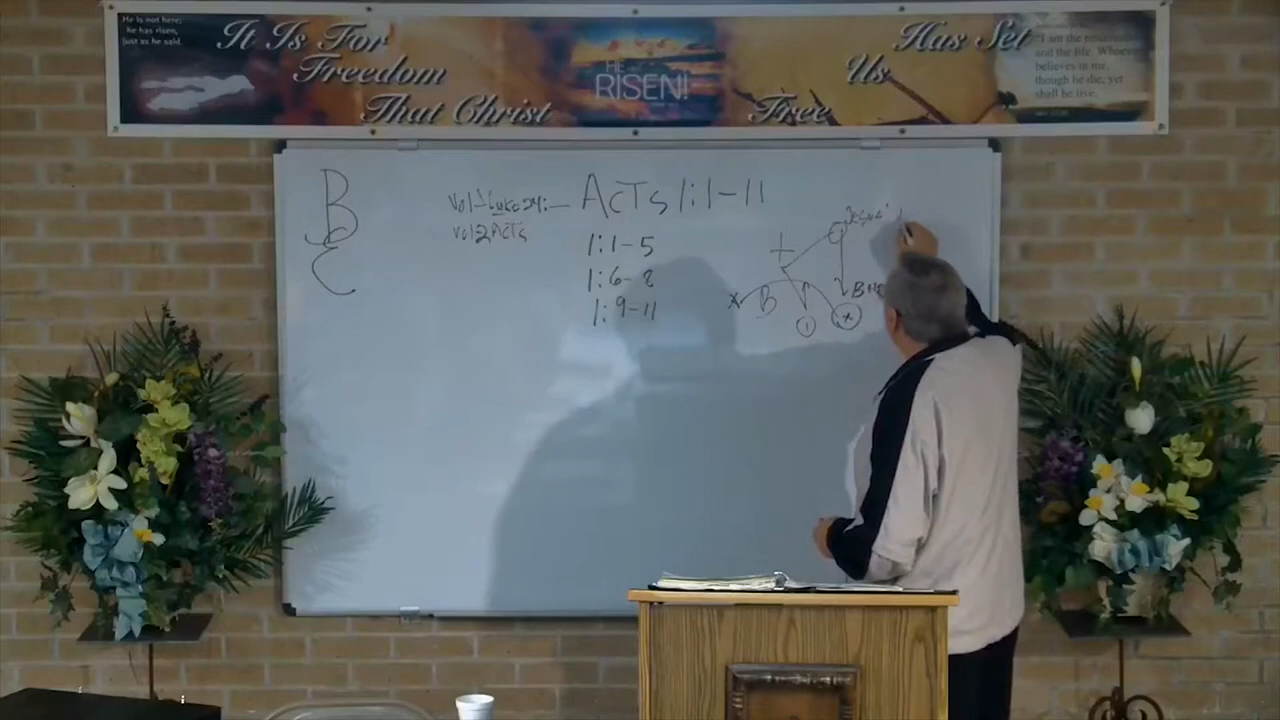 He is not here;
he has risen,
just as he said.
It Is For
Freedom
That Christ
HE
RISEN!
Has Set
Us
Free
and the life. Whoever
believes in me,
though he die, yet
shall he live,
B
C
Vol 1 Luke 24:
Vol 2 Acts
Acts 1:1-11
1:1-5
1:6-8
1:9-11
Jesus'
B
X
B
1